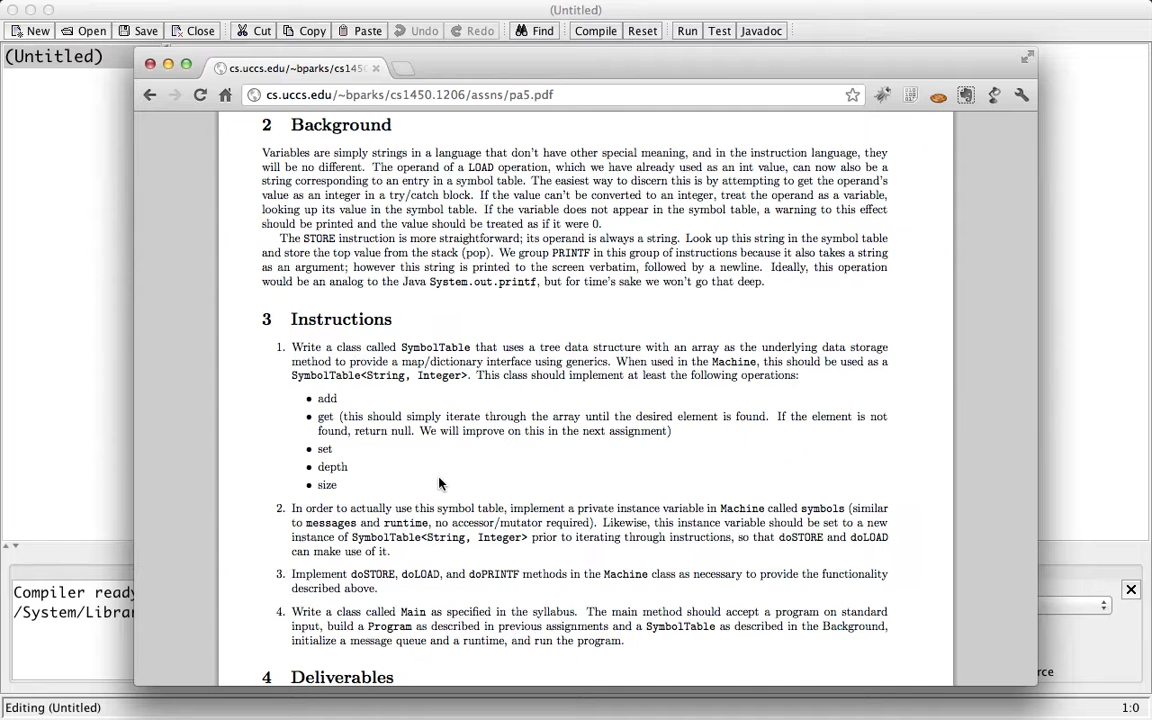 (Untitled)
New Open Save Close Cut Copy Paste Undo Redo Find Compile Reset Run Test Javadoc
(Untitled)
cs.uccs.edu/~bparks/cs145
cs.uccs.edu/~bparks/cs1450.1206/assns/pa5.pdf
2 Background
Variables are simply strings in a language that don't have other special meaning, and in the instruction language, they
will be no different. The operand of a LOAD operation, which we have already used as an int value, can now also be a
string corresponding to an entry in a symbol table. The easiest way to discern this is by attempting to get the operand's
value as an integer in a try/catch block. If the value can't be converted to an integer, treat the operand as a variable,
looking up its value in the symbol table. If the variable does not appear in the symbol table, a warning to this effect
should be printed and the value should be treated as if it were 0.
The STORE instruction is more straightforward; its operand is always a string. Look up this string in the symbol table
and store the top value from the stack (pop). We group PRINTF in this group of instructions because it also takes a string
as an argument; however this string is printed to the screen verbatim, followed by a newline. Ideally, this operation
would be an analog to the Java System.out.printf, but for time's sake we won't go that deep.
3 Instructions
1. Write a class called SymbolTable that uses a tree data structure with an array as the underlying data storage
method to provide a map/dictionary interface using generics. When used in the Machine, this should be used as a
SymbolTable<String, Integer>. This class should implement at least the following operations:
• add
• get (this should simply iterate through the array until the desired element is found. If the element is not
found, return null. We will improve on this in the next assignment)
• set
• depth
• size
2. In order to actually use this symbol table, implement a private instance variable in Machine called symbols (similar
to messages and runtime, no accessor/mutator required). Likewise, this instance variable should be set to a new
instance of SymbolTable<String, Integer> prior to iterating through instructions, so that doSTORE and doLOAD
can make use of it.
3. Implement doSTORE, doLOAD, and doPRINTF methods in the Machine class as necessary to provide the functionality
described above.
4. Write a class called Main as specified in the syllabus. The main method should accept a program on standard
input, build a Program as described in previous assignments and a SymbolTable as described in the Background,
initialize a message queue and a runtime, and run the program.
4 Deliverables
Compiler ready
/System/Libra
rce
Editing (Untitled) 1:0